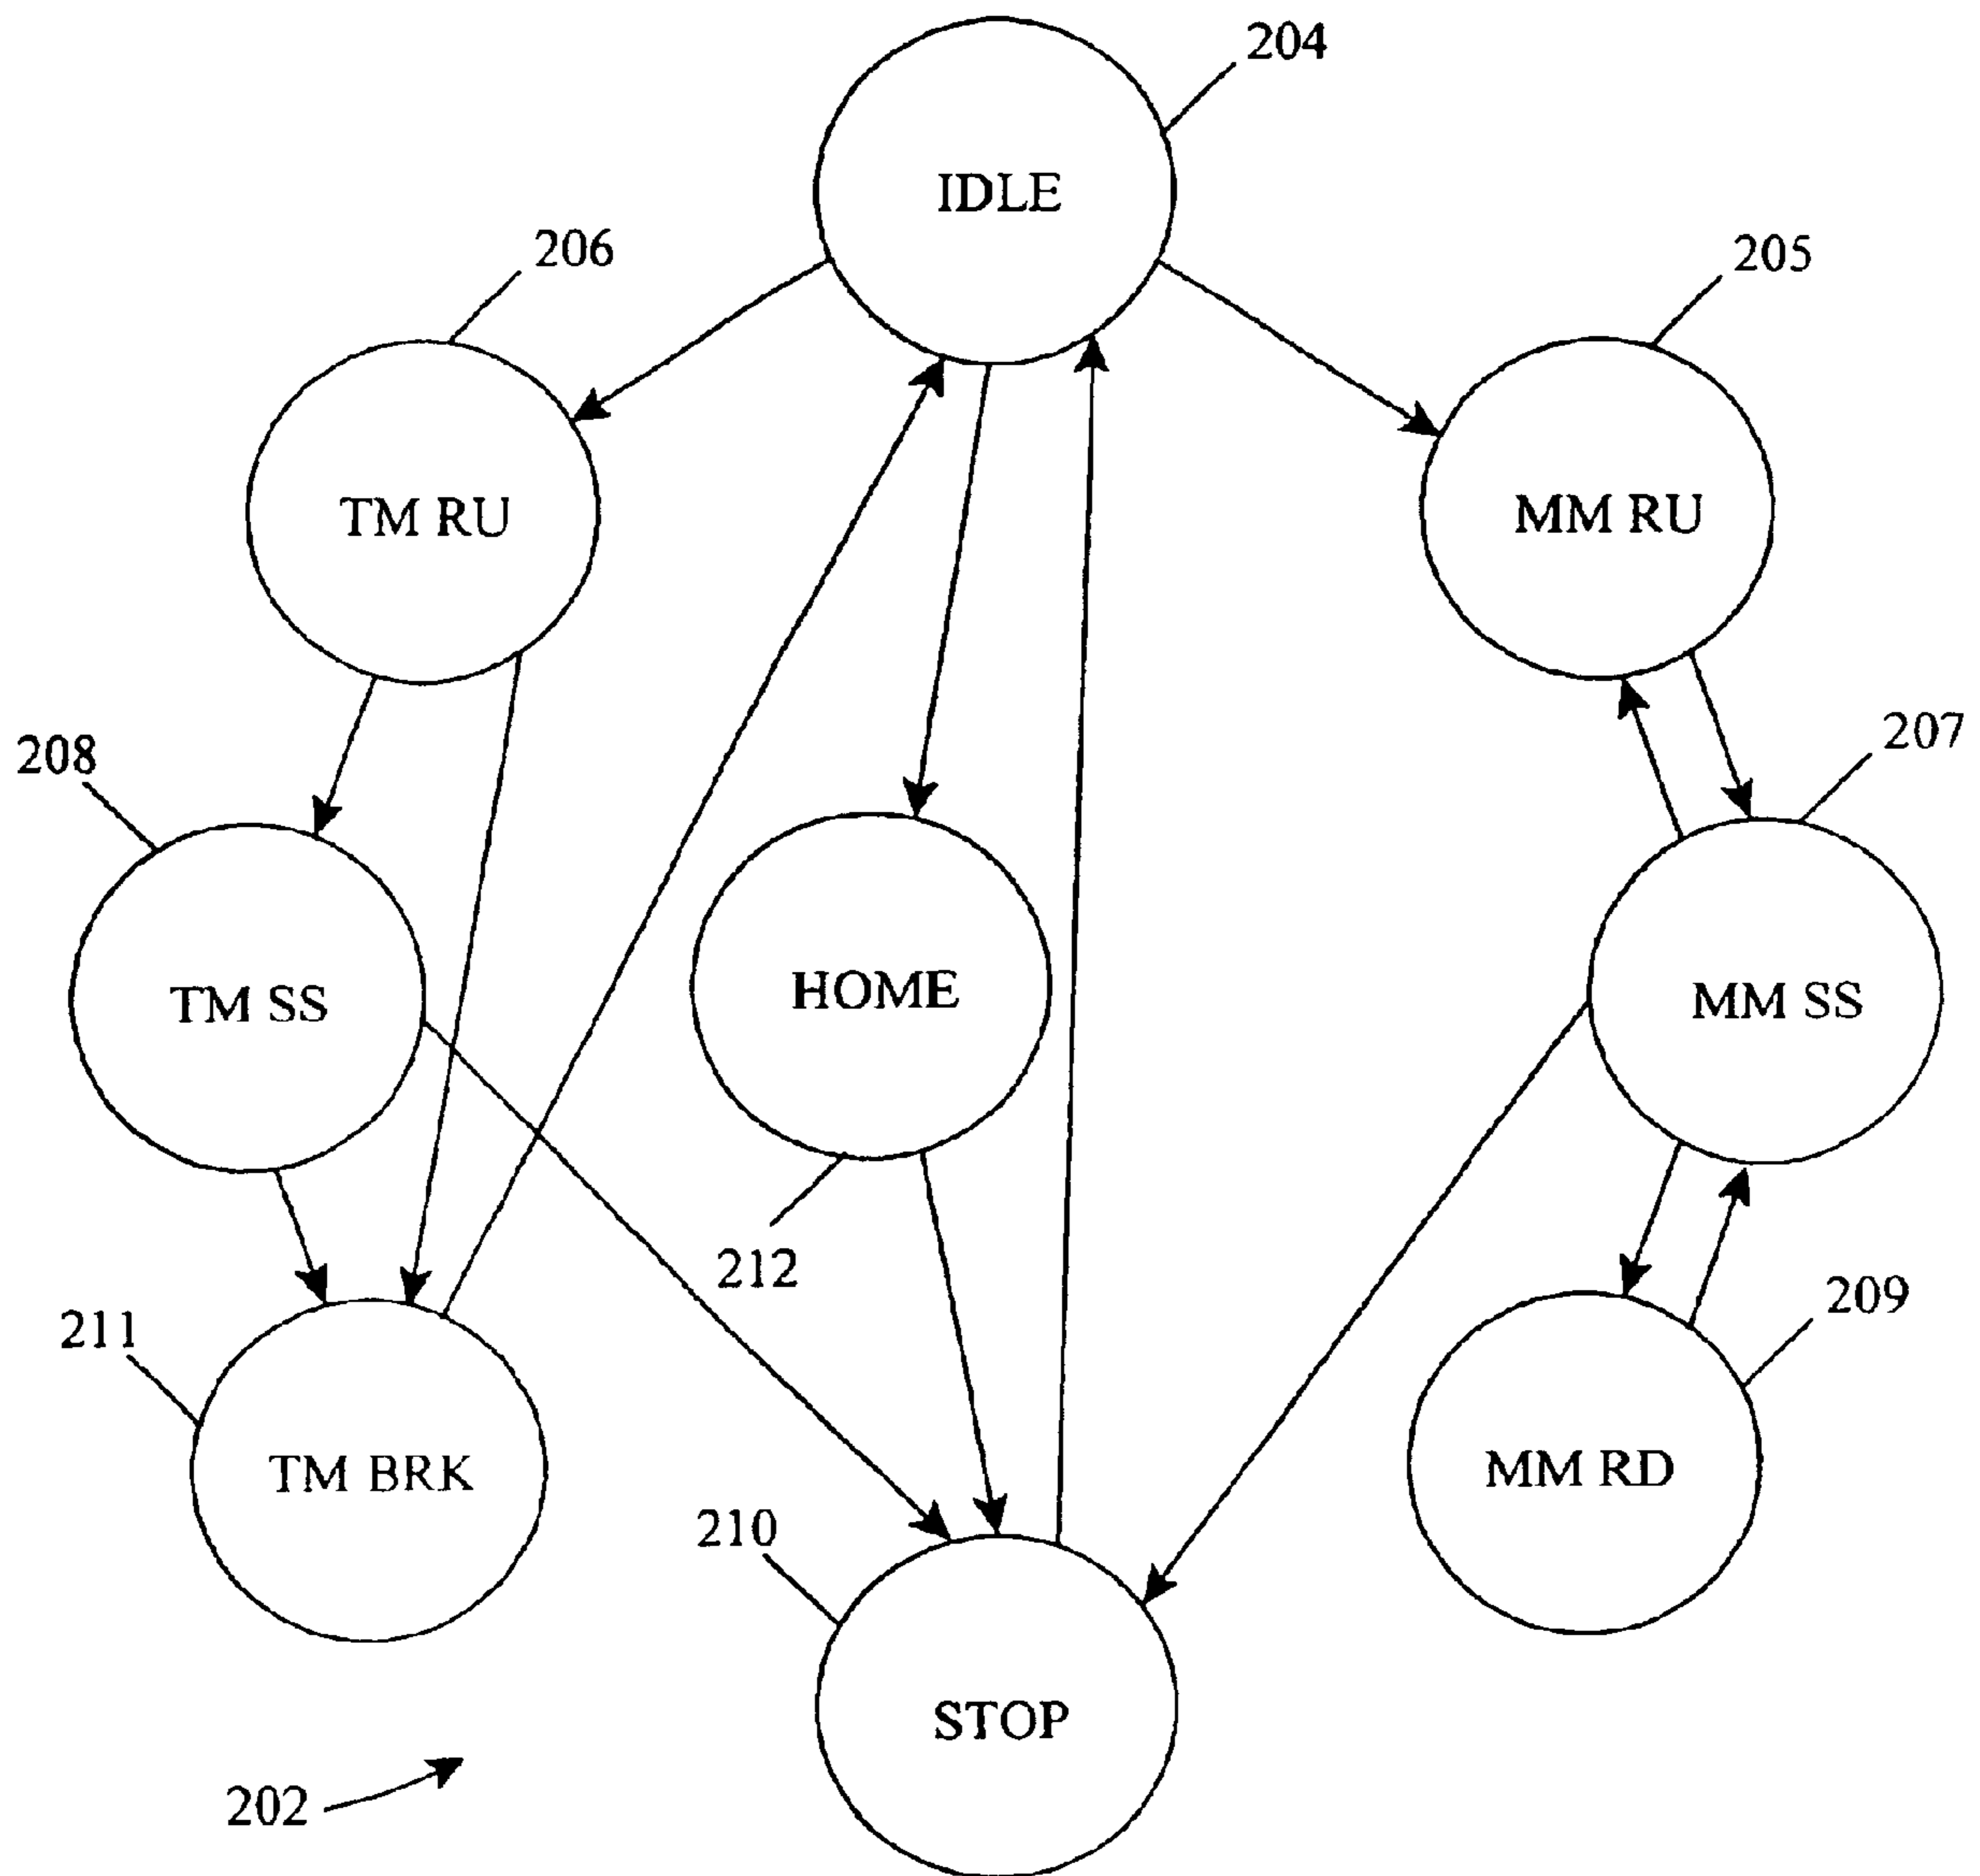 204
IDLE
206
205
TM RU
MM RU
208
207
TM SS
HOME
MM SS
212
211
209
TM BRK
MM RD
210
STOP
202